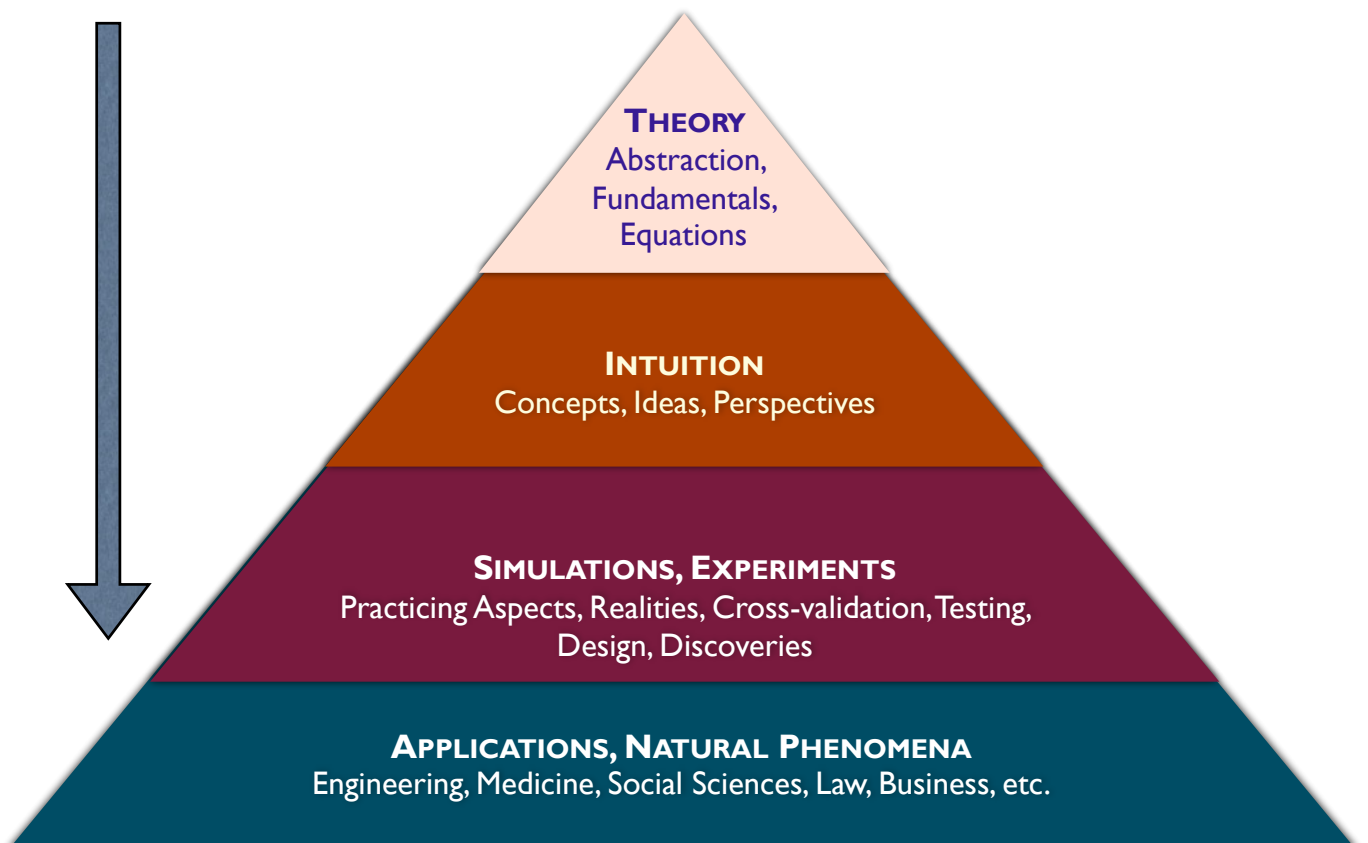 THEORY
Abstraction,
Fundamentals,
Equations
INTUITION
Concepts, Ideas, Perspectives
SIMULATIONS, EXPERIMENTS
Practicing Aspects, Realities, Cross-validation, Testing,
Design, Discoveries
APPLICATIONS, NATURAL PHENOMENA
Engineering, Medicine, Social Sciences, Law, Business, etc.